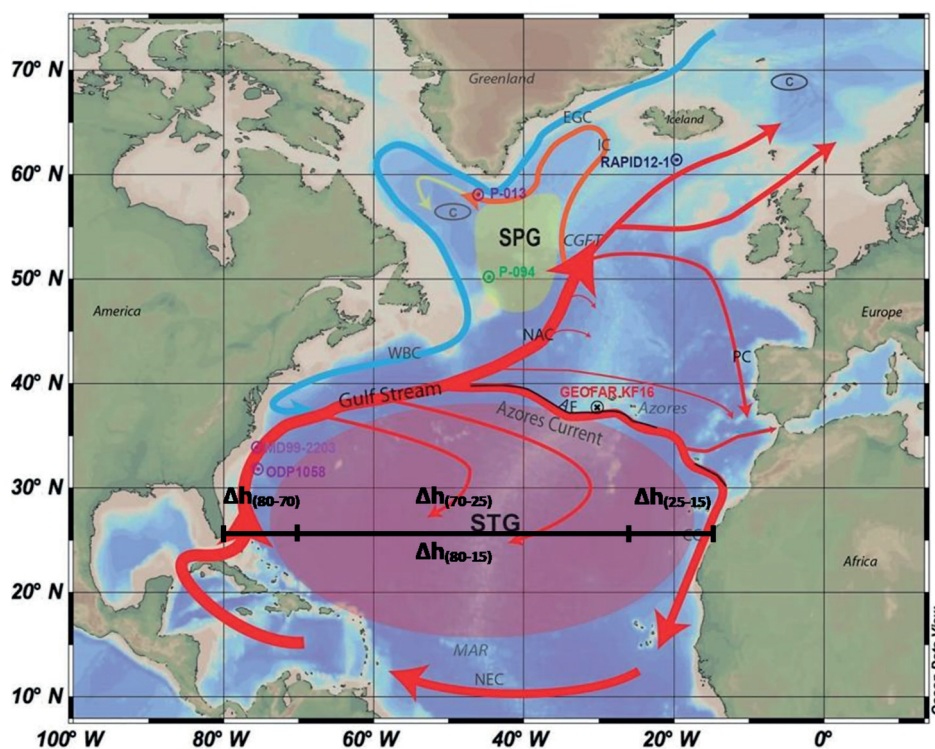 70° N
60° N
50° N
40° N
30° N
20° N
10° N
100° W
80° W
60° W
40° W
20° W
0° W
Greenland
C
EGC
Iceland
IC
RAPID12-1
P-013
C
SPG
CGFT
P-094
America
Europe
NAC
WBC
PC
Gulf Stream
GEOFAR KF16
AF
Azores
Azores Current
MD99-2203
ODP1058
Δh(80-70)
Δh(70-25)
Δh(25-15)
STG
CC
Δh(80-15)
Africa
MAR
NEC